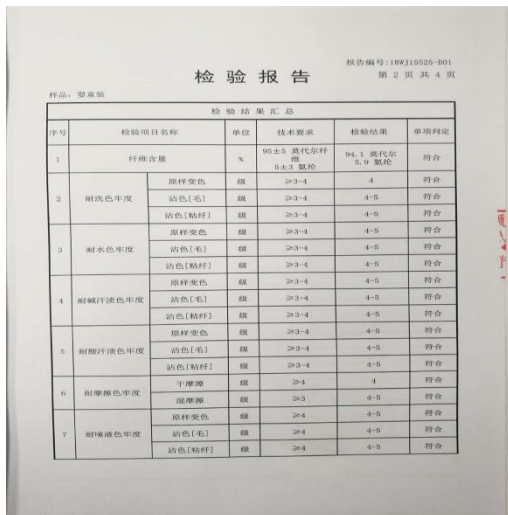 报告编号:18WJ15525-B01
检验报告
第 2 页 共 4 页
样品: 婴童装
检验结果汇总
序号 检验项目名称 单位 技术要求 检验结果 单项判定
1 纤维含量 % 95±5 莫代尔纤维 5±3 氨纶 94.1 莫代尔 5.9 氨纶 符合
2 耐洗色牢度 原样变色 级 ≥3-4 4 符合
沾色[毛] 级 ≥3-4 4-5 符合
沾色[粘纤] 级 ≥3-4 4-5 符合
3 耐水色牢度 原样变色 级 ≥3-4 4-5 符合
沾色[毛] 级 ≥3-4 4-5 符合
沾色[粘纤] 级 ≥3-4 4-5 符合
4 耐碱汗渍色牢度 原样变色 级 ≥3-4 4-5 符合
沾色[毛] 级 ≥3-4 4-5 符合
沾色[粘纤] 级 ≥3-4 4-5 符合
5 耐酸汗渍色牢度 原样变色 级 ≥3-4 4-5 符合
沾色[毛] 级 ≥3-4 4-5 符合
沾色[粘纤] 级 ≥3-4 4-5 符合
6 耐摩擦色牢度 干摩擦 级 ≥4 4 符合
湿摩擦 级 ≥3 4-5 符合
7 耐唾液色牢度 原样变色 级 ≥4 4-5 符合
沾色[毛] 级 ≥4 4-5 符合
沾色[粘纤] 级 ≥4 4-5 符合